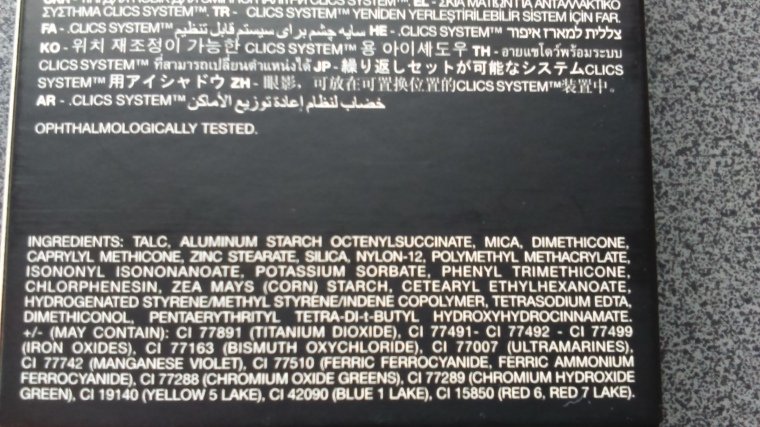 ΣΥΣΤΗΜΑ CLICS SYSTEM™. TR - CLICS SYSTEM™ YENİDEN YERLEŞTİRİLEBİLİR SİSTEM İÇİN FAR.
FA - .CLICS SYSTEM™ سایه چشم برای سیستم قابل تنظیم HE - .CLICS SYSTEM™ צללית למארז איפור
KO - 위치 재조정이 가능한 CLICS SYSTEM™ 용 아이섀도우 TH - อายแชโดว์พร้อมระบบ
CLICS SYSTEM™ ที่สามารถเปลี่ยนตำแหน่งได้ JP - 繰り返しセットが可能なシステムCLICS
SYSTEM™用アイシャドウ ZH - 眼影，可放在可置换位置的CLICS SYSTEM™装置中。
AR - .CLICS SYSTEM™ خضاب لنظام إعادة توزيع الأماكن
OPHTHALMOLOGICALLY TESTED.
INGREDIENTS: TALC, ALUMINUM STARCH OCTENYLSUCCINATE, MICA, DIMETHICONE,
CAPRYLYL METHICONE, ZINC STEARATE, SILICA, NYLON-12, POLYMETHYL METHACRYLATE,
ISONONYL ISONONANOATE, POTASSIUM SORBATE, PHENYL TRIMETHICONE,
CHLORPHENESIN, ZEA MAYS (CORN) STARCH, CETEARYL ETHYLHEXANOATE,
HYDROGENATED STYRENE/METHYL STYRENE/INDENE COPOLYMER, TETRASODIUM EDTA,
DIMETHICONOL, PENTAERYTHRITYL TETRA-DI-t-BUTYL HYDROXYHYDROCINNAMATE.
+/- (MAY CONTAIN): CI 77891 (TITANIUM DIOXIDE), CI 77491- CI 77492 - CI 77499
(IRON OXIDES), CI 77163 (BISMUTH OXYCHLORIDE), CI 77007 (ULTRAMARINES),
CI 77742 (MANGANESE VIOLET), CI 77510 (FERRIC FERROCYANIDE, FERRIC AMMONIUM
FERROCYANIDE), CI 77288 (CHROMIUM OXIDE GREENS), CI 77289 (CHROMIUM HYDROXIDE
GREEN), CI 19140 (YELLOW 5 LAKE), CI 42090 (BLUE 1 LAKE), CI 15850 (RED 6, RED 7 LAKE).